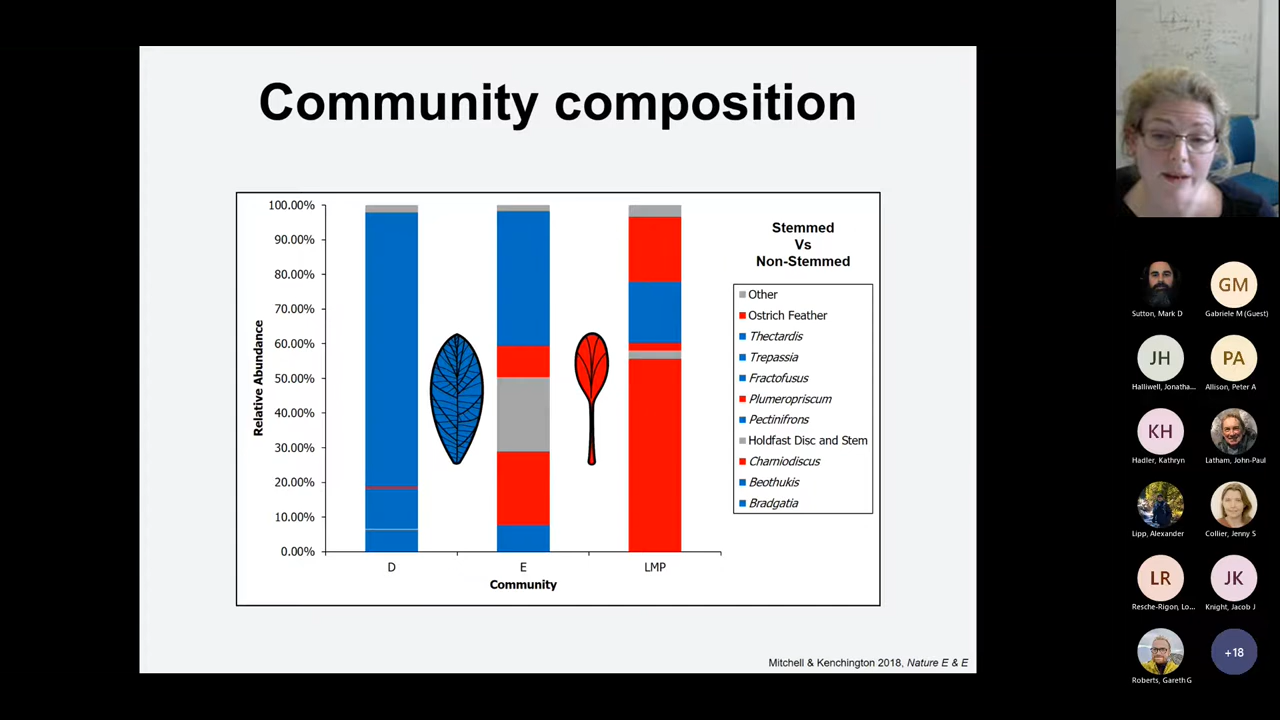 Community composition
100.00%
90.00%
80.00%
70.00%
60.00%
50.00%
40.00%
30.00%
20.00%
10.00%
0.00%
Relative Abundance
D
E
LMP
Community
Stemmed
Vs
Non-Stemmed
Other
Ostrich Feather
Thectardis
Trepassia
Fractofusus
Plumeropriscum
Pectinifrons
Holdfast Disc and Stem
Charniodiscus
Beothukis
Bradgatia
Mitchell & Kenchington 2018, Nature E & E
Sutton, Mark D
GM
Gabriele M (Guest)
JH
Halliwell, Jonatha...
PA
Allison, Peter A
KH
Hadler, Kathryn
Latham, John-Paul
Lipp, Alexander
Collier, Jenny S
LR
Resche-Rigon, Lo...
JK
Knight, Jacob J
Roberts, Gareth G
+18